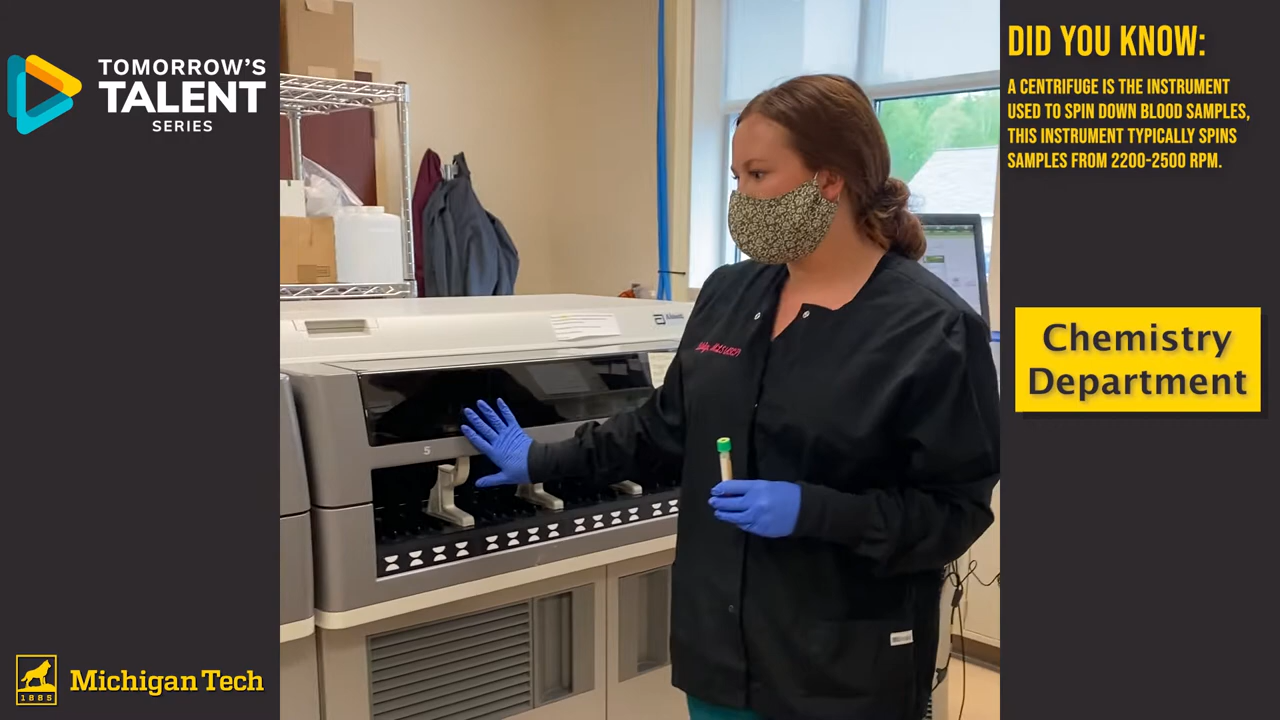 TOMORROW'S
TALENT
SERIES
DID YOU KNOW:
A CENTRIFUGE IS THE INSTRUMENT
USED TO SPIN DOWN BLOOD SAMPLES,
THIS INSTRUMENT TYPICALLY SPINS
SAMPLES FROM 2200-2500 RPM.
Chemistry
Department
5
1885
Michigan Tech